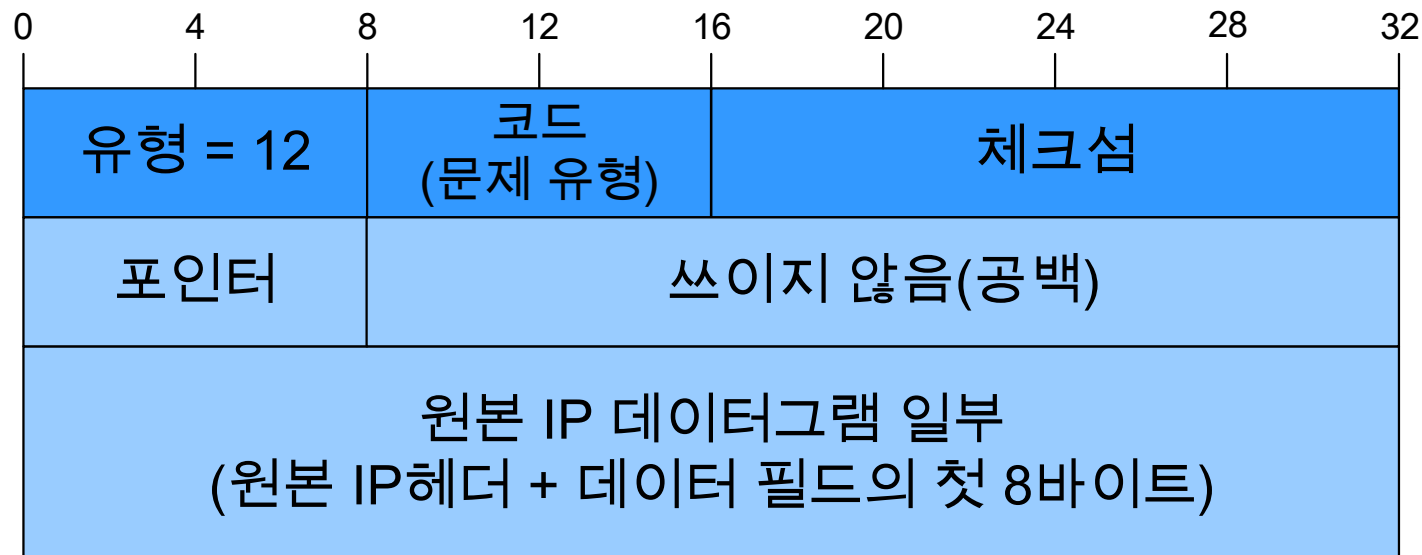 0 4 8 12 16 20 24 28 32
유형 = 12
코드
(문제 유형)
체크섬
포인터
쓰이지 않음(공백)
원본 IP 데이터그램 일부
(원본 IP헤더 + 데이터 필드의 첫 8바이트)